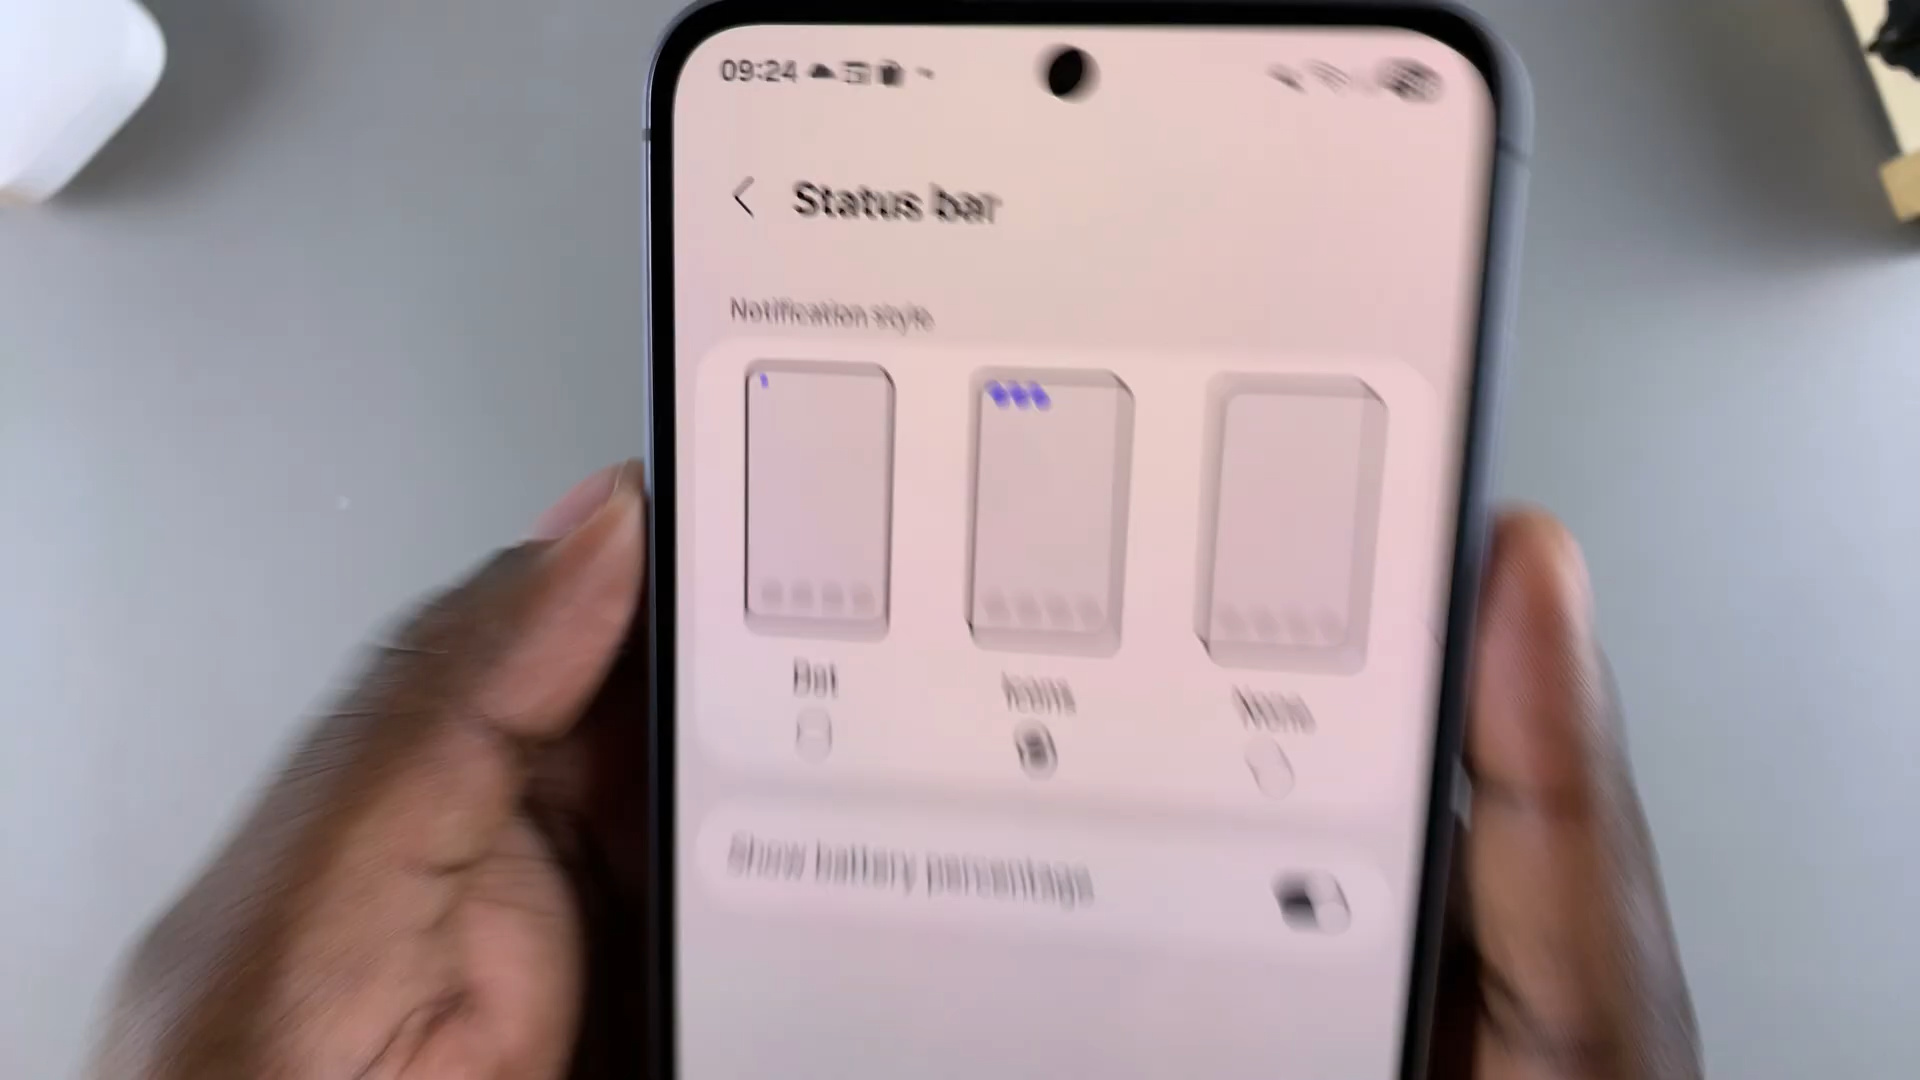 09:24
Status bar
Notification style
Dot Icons None
Show battery percentage